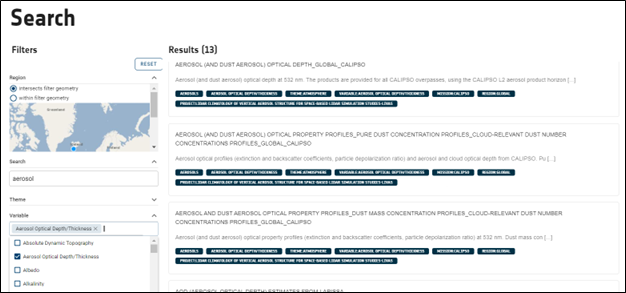 Search
Filters
RESET
Region
intersects filter geometry
within filter geometry
Search
aerosol
Theme
Variable
Aerosol Optical Depth/Thickness ×
Absolute Dynamic Topography
Aerosol Optical Depth/Thickness
Albedo
Alkalinity
Results (13)
AEROSOL (AND DUST AEROSOL) OPTICAL DEPTH_GLOBAL_CALIPSO
Aerosol (and dust aerosol) optical depth at 532 nm. The products are provided for all CALIPSO overpasses, using the CALIPSO L2 aerosol product horizon [...]
AEROSOLS AEROSOL OPTICAL DEPTH/THICKNESS THEME:ATMOSPHERE VARIABLE:AEROSOL OPTICAL DEPTH/THICKNESS MISSION:CALIPSO REGION:GLOBAL
PROJECT:LIDAR CLIMATOLOGY OF VERTICAL AEROSOL STRUCTURE FOR SPACE-BASED LIDAR SIMULATION STUDIES-LIVAS
AEROSOL (AND DUST AEROSOL) OPTICAL PROPERTY PROFILES_PURE DUST CONCENTRATION PROFILES_CLOUD-RELEVANT DUST NUMBER
CONCENTRATIONS PROFILES_GLOBAL_CALIPSO
Aerosol optical profiles (extinction and backscatter coefficients, particle depolarization ratio) and aerosol and cloud optical depth from CALIPSO. Pu [...]
AEROSOLS AEROSOL OPTICAL DEPTH/THICKNESS THEME:ATMOSPHERE VARIABLE:AEROSOL OPTICAL DEPTH/THICKNESS MISSION:CALIPSO REGION:GLOBAL
PROJECT:LIDAR CLIMATOLOGY OF VERTICAL AEROSOL STRUCTURE FOR SPACE-BASED LIDAR SIMULATION STUDIES-LIVAS
AEROSOL AND DUST AEROSOL OPTICAL PROPERTY PROFILES_DUST MASS CONCENTRATION PROFILES_CLOUD-RELEVANT DUST NUMBER
CONCENTRATIONS PROFILES_GLOBAL_CALIPSO
Aerosol (and dust aerosol) optical property profiles (extinction and backscatter coefficients, particle depolarization ratio) at 532 nm. Dust mass con [...]
AEROSOLS AEROSOL OPTICAL DEPTH/THICKNESS THEME:ATMOSPHERE VARIABLE:AEROSOL OPTICAL DEPTH/THICKNESS MISSION:CALIPSO REGION:GLOBAL
PROJECT:LIDAR CLIMATOLOGY OF VERTICAL AEROSOL STRUCTURE FOR SPACE-BASED LIDAR SIMULATION STUDIES-LIVAS